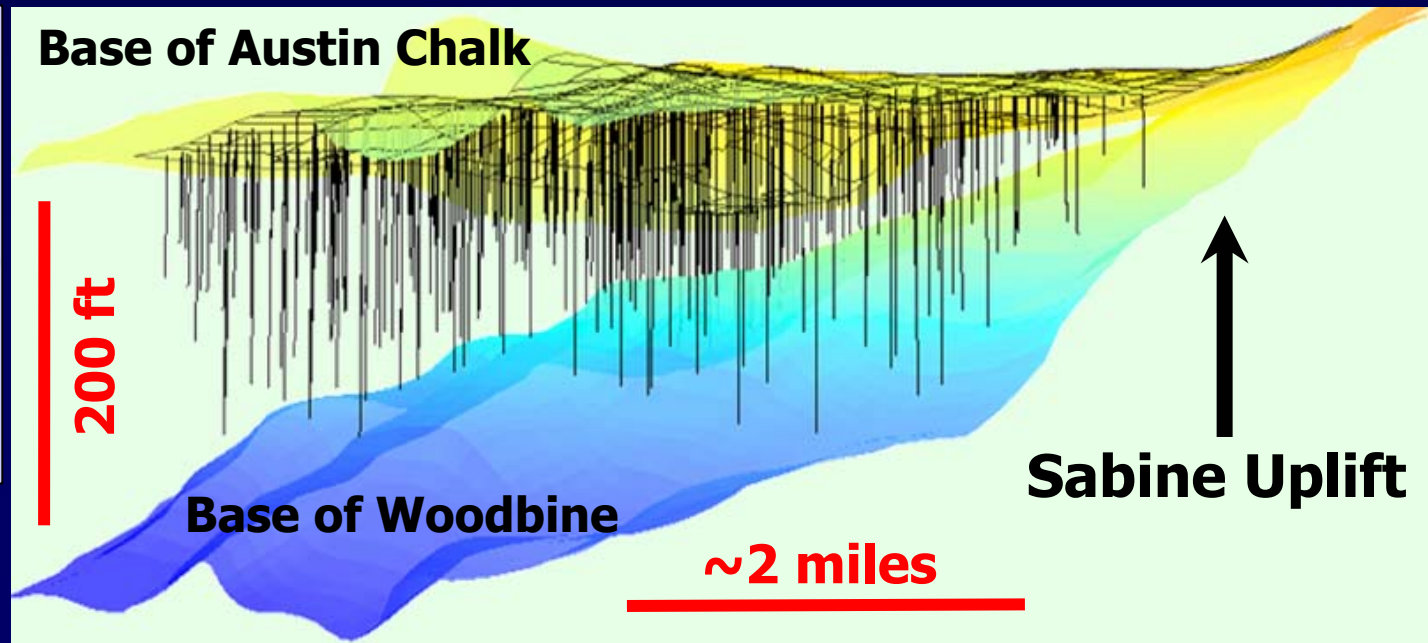 Base of Austin Chalk
200 ft
Sabine Uplift
Base of Woodbine
~2 miles